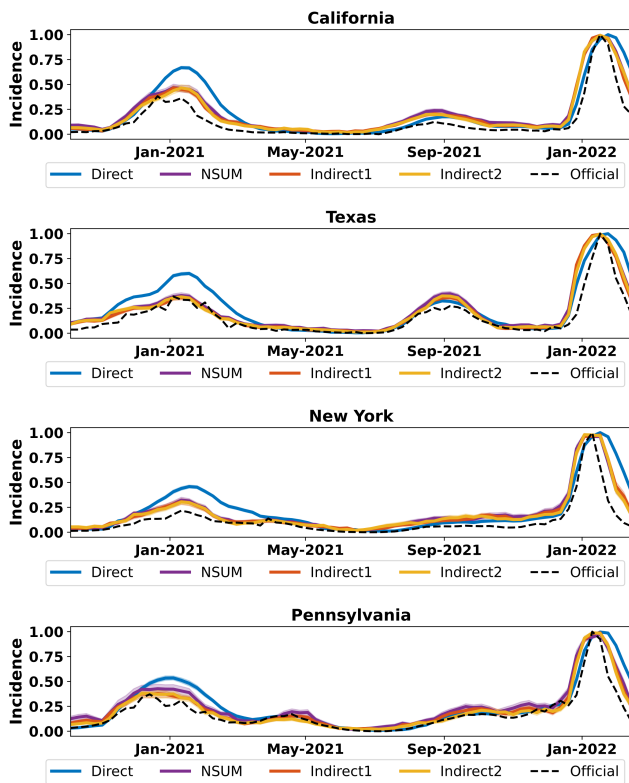 California
Incidence
1.00
0.75
0.50
0.25
0.00
Jan-2021 May-2021 Sep-2021 Jan-2022
Direct NSUM Indirect1 Indirect2 Official
Texas
Incidence
1.00
0.75
0.50
0.25
0.00
Jan-2021 May-2021 Sep-2021 Jan-2022
Direct NSUM Indirect1 Indirect2 Official
New York
Incidence
1.00
0.75
0.50
0.25
0.00
Jan-2021 May-2021 Sep-2021 Jan-2022
Direct NSUM Indirect1 Indirect2 Official
Pennsylvania
Incidence
1.00
0.75
0.50
0.25
0.00
Jan-2021 May-2021 Sep-2021 Jan-2022
Direct NSUM Indirect1 Indirect2 Official